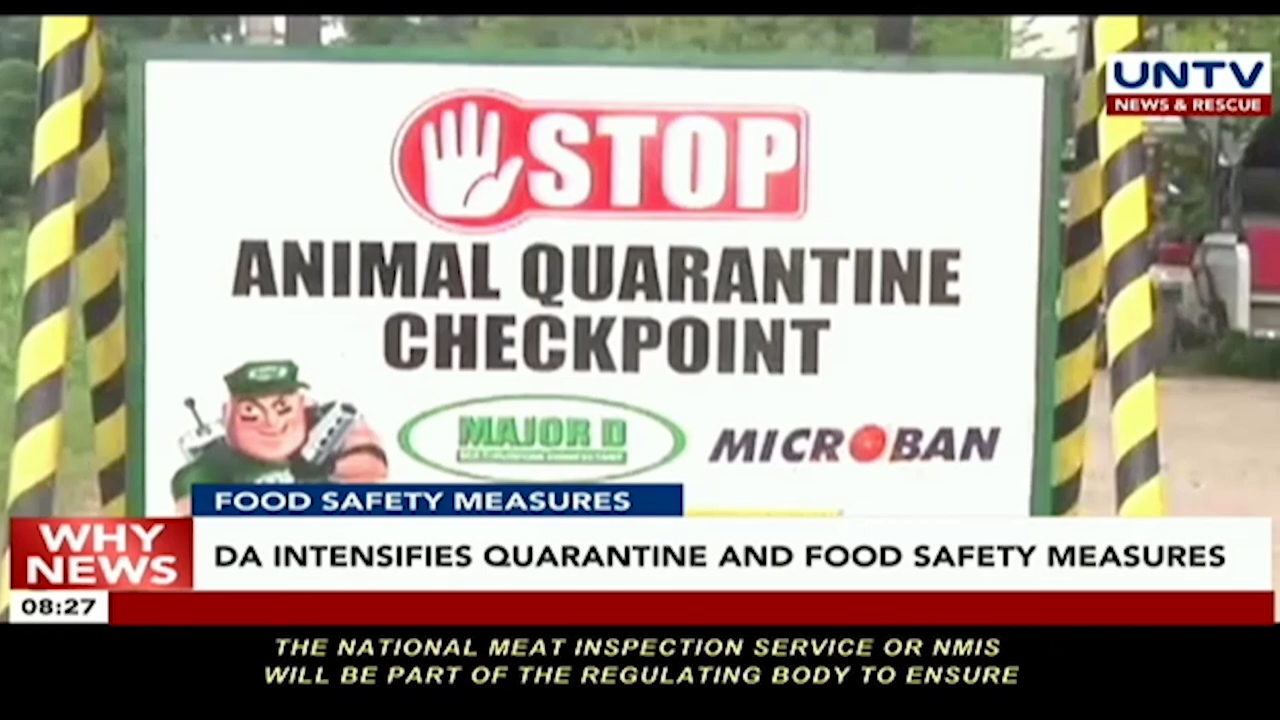 UNTV
NEWS & RESCUE
STOP
ANIMAL QUARANTINE
CHECKPOINT
MAJOR D
MICROBAN
FOOD SAFETY MEASURES
WHY
NEWS
DA INTENSIFIES QUARANTINE AND FOOD SAFETY MEASURES
08:27
THE NATIONAL MEAT INSPECTION SERVICE OR NMIS
WILL BE PART OF THE REGULATING BODY TO ENSURE